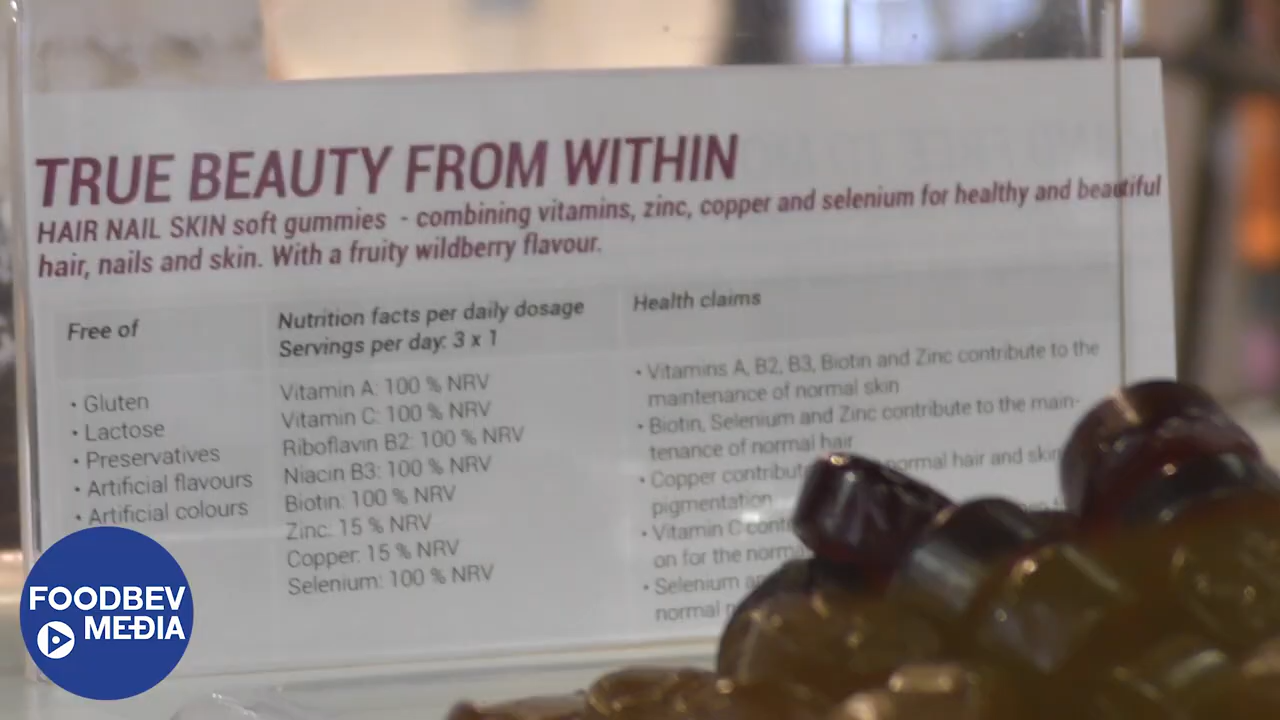 TRUE BEAUTY FROM WITHIN
HAIR NAIL SKIN soft gummies - combining vitamins, zinc, copper and selenium for healthy and beautiful
hair, nails and skin. With a fruity wildberry flavour.
Free of
• Gluten
• Lactose
• Preservatives
• Artificial flavours
• Artificial colours
Nutrition facts per daily dosage
Servings per day: 3 x 1
Vitamin A: 100 % NRV
Vitamin C: 100 % NRV
Riboflavin B2: 100 % NRV
Niacin B3: 100 % NRV
Biotin: 100 % NRV
Zinc: 15 % NRV
Copper: 15 % NRV
Selenium: 100 % NRV
Health claims
• Vitamins A, B2, B3, Biotin and Zinc contribute to the
maintenance of normal skin
• Biotin, Selenium and Zinc contribute to the main-
tenance of normal hair
• Copper normal hair and skin
pigmentation
• Vitamin C
on for the
• Selenium
normal
FOODBEV
MEDIA